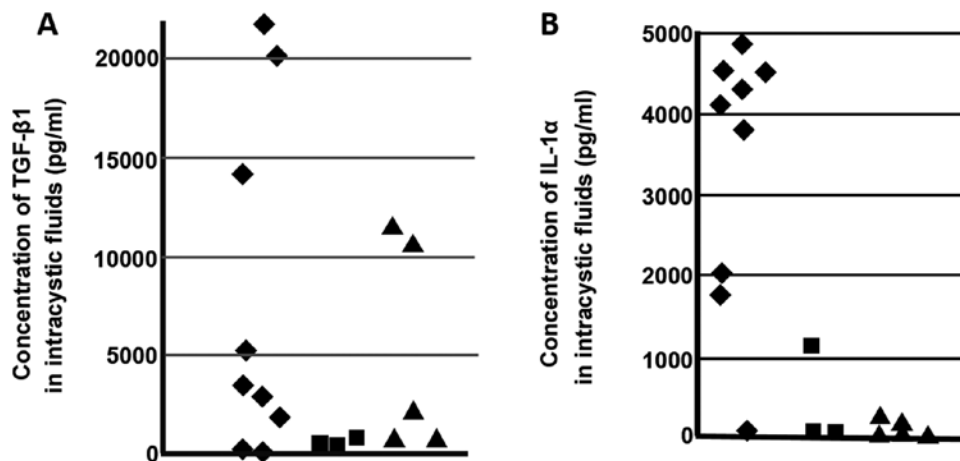 A
Concentration of TGF-β1
in intracystic fluids (pg/ml)
20000
15000
10000
5000
0
B
Concentration of IL-1α
in intracystic fluids (pg/ml)
5000
4000
3000
2000
1000
0